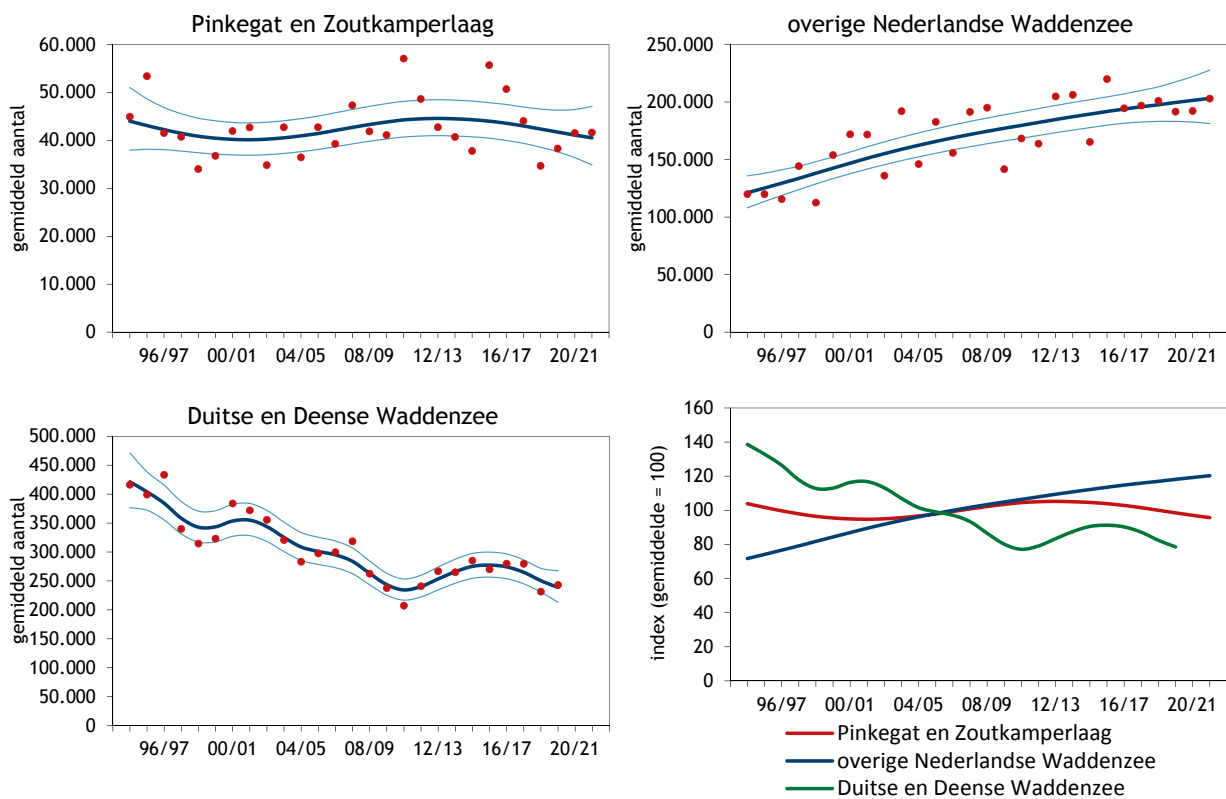 Pinkegat en Zoutkamperlaag
gemiddeld aantal
60.000
50.000
40.000
30.000
20.000
10.000
0
96/97 00/01 04/05 08/09 12/13 16/17 20/21
overige Nederlandse Waddenzee
gemiddeld aantal
250.000
200.000
150.000
100.000
50.000
0
96/97 00/01 04/05 08/09 12/13 16/17 20/21
Duitse en Deense Waddenzee
gemiddeld aantal
500.000
450.000
400.000
350.000
300.000
250.000
200.000
150.000
100.000
50.000
0
96/97 00/01 04/05 08/09 12/13 16/17 20/21
index (gemiddelde = 100)
160
140
120
100
80
60
40
20
0
96/97 00/01 04/05 08/09 12/13 16/17 20/21
Pinkegat en Zoutkamperlaag
overige Nederlandse Waddenzee
Duitse en Deense Waddenzee